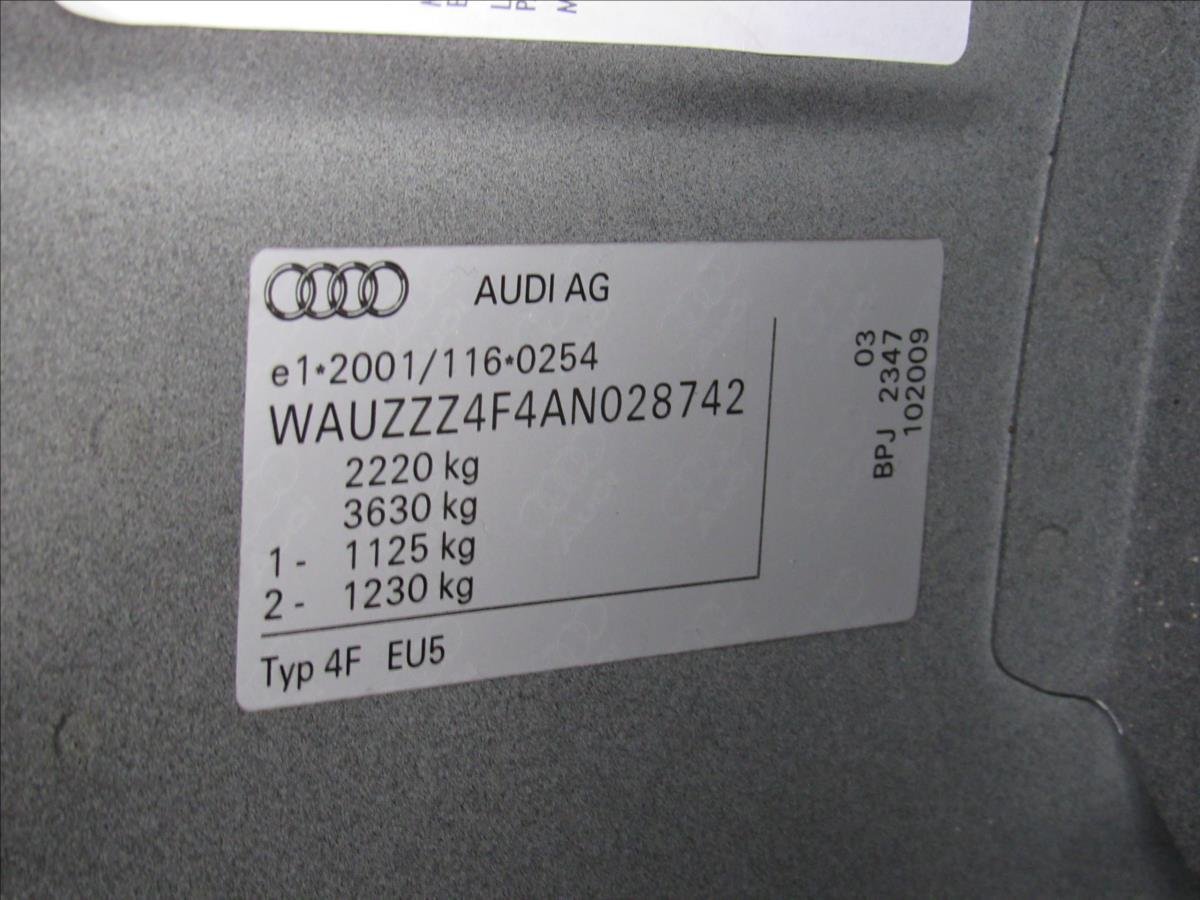 AUDI AG
e1*2001/116*0254
WAUZZZ4F4AN028742
2220 kg
3630 kg
1- 1125 kg
2- 1230 kg
Typ 4F EU5
03
BPJ 2347
102009